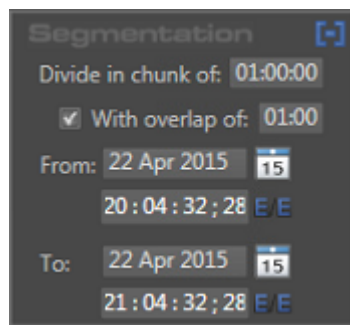 Segmentation [-]
Divide in chunk of: 01:00:00
With overlap of: 01:00
From: 22 Apr 2015 15
20:04:32;28 E/E
To: 22 Apr 2015 15
21:04:32;28 E/E